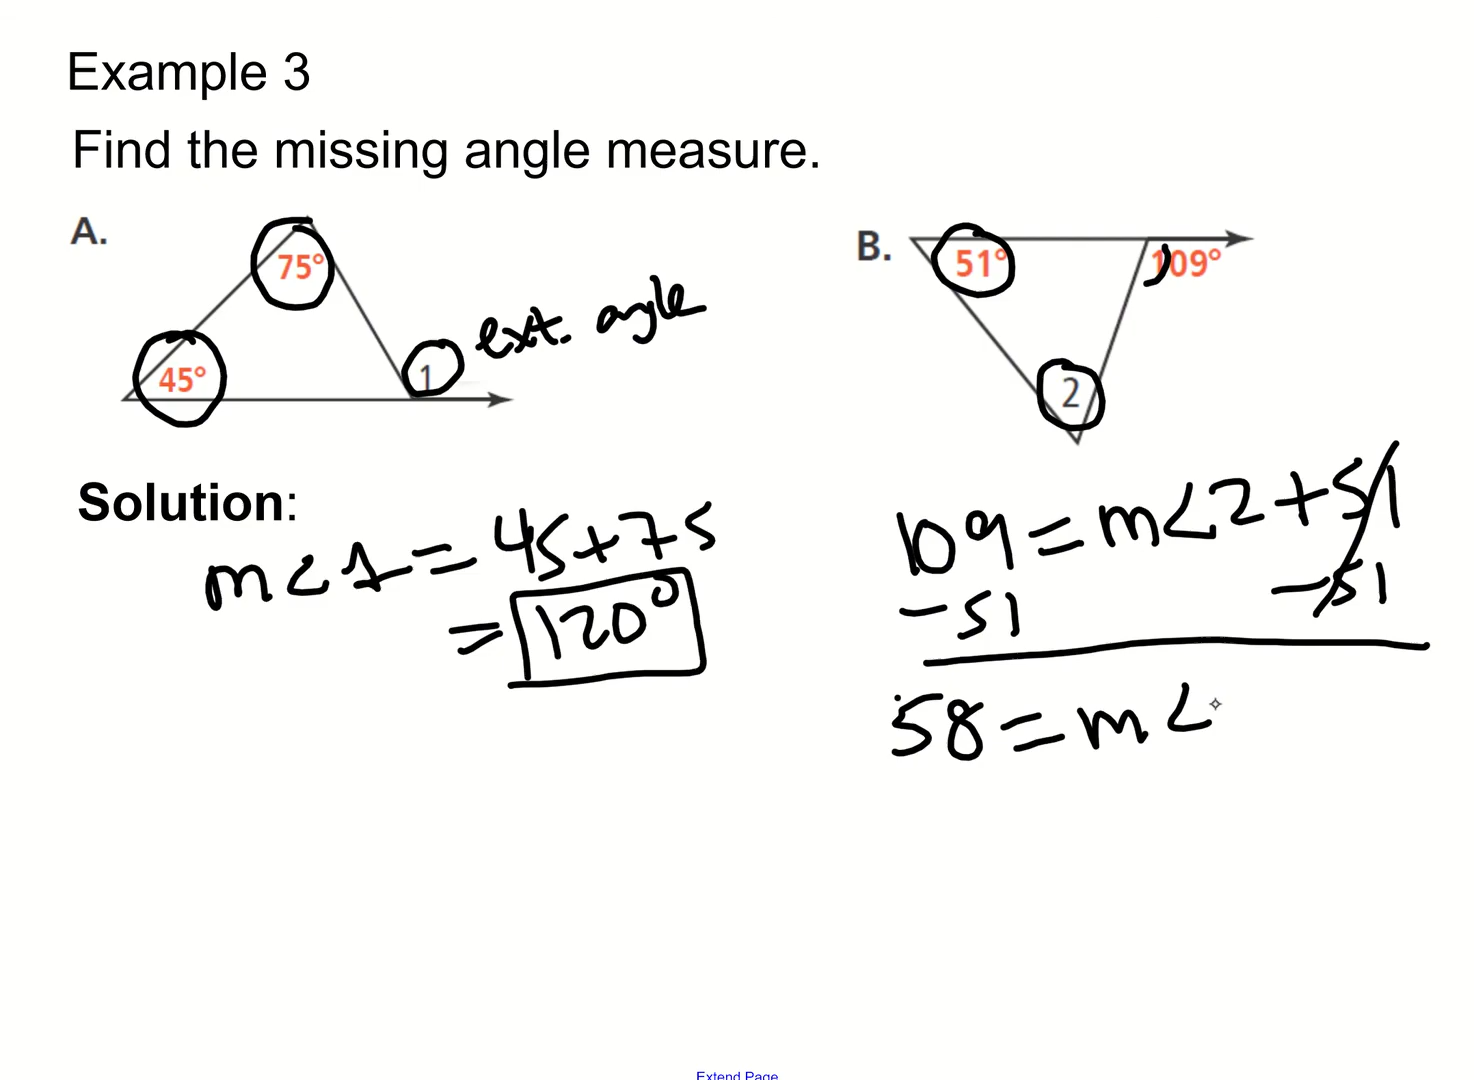 Example 3
Find the missing angle measure.
A.
75°
45°
1
ext. angle
B.
51°
109°
2
Solution:
m<1 = 45+75
= 120°
109 = m<2+51
-51 -51
58 = m<
Extend Page